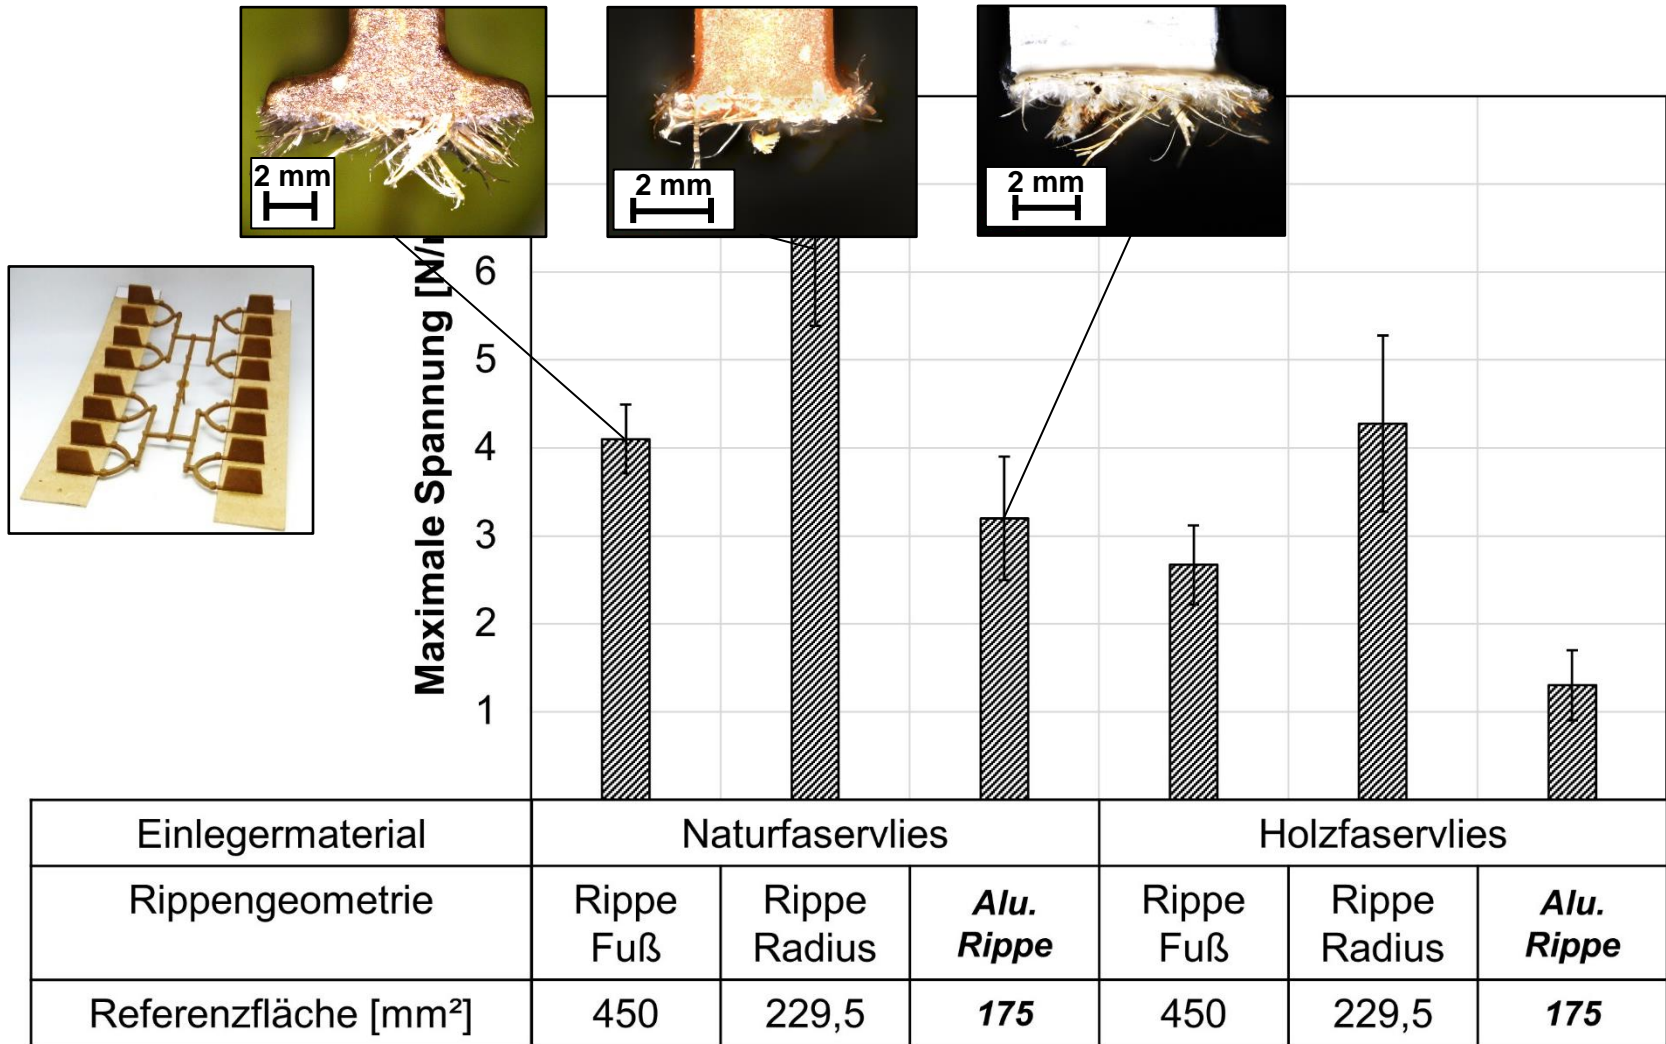 2 mm
2 mm
2 mm
Maximale Spannung [N/
6
5
4
3
2
1
Einlegermaterial
Naturfaservlies
Holzfaservlies
Rippengeometrie
Rippe Fuß
Rippe Radius
Alu. Rippe
Rippe Fuß
Rippe Radius
Alu. Rippe
Referenzfläche [mm²]
450
229,5
175
450
229,5
175